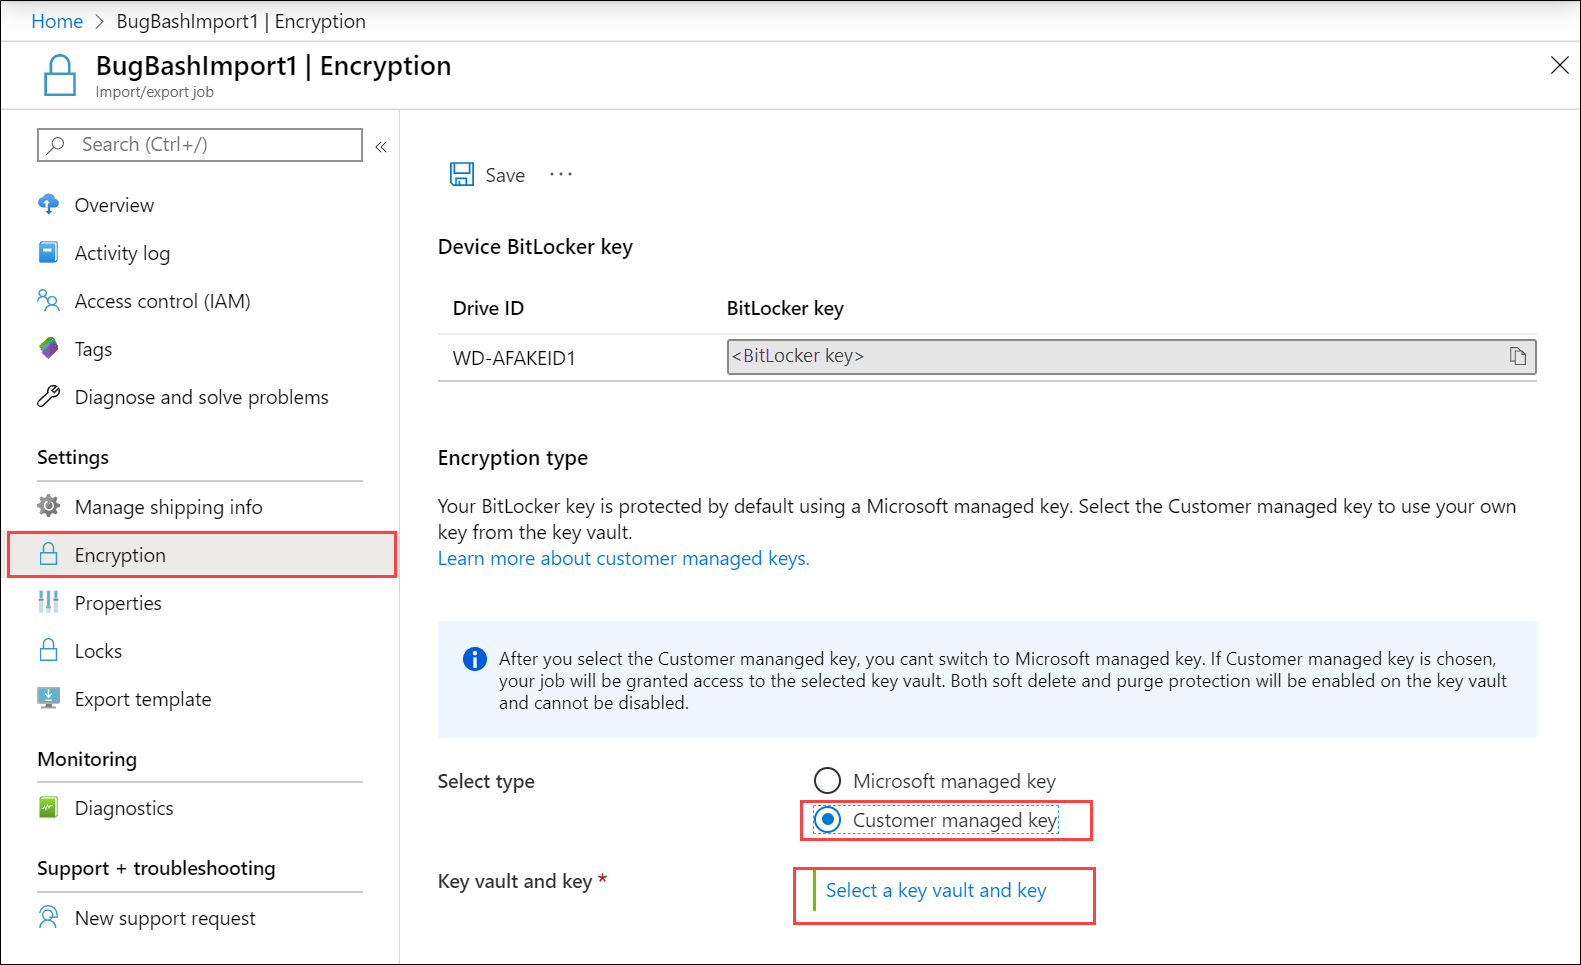 Home > BugBashImport1 | Encryption
BugBashImport1 | Encryption
Import/export job
Search (Ctrl+/)
«
Overview
Activity log
Access control (IAM)
Tags
Diagnose and solve problems
Settings
Manage shipping info
Encryption
Properties
Locks
Export template
Monitoring
Diagnostics
Support + troubleshooting
New support request
Save ...
Device BitLocker key
Drive ID BitLocker key
WD-AFAKEID1 <BitLocker key>
Encryption type
Your BitLocker key is protected by default using a Microsoft managed key. Select the Customer managed key to use your own
key from the key vault.
Learn more about customer managed keys.
After you select the Customer mananged key, you cant switch to Microsoft managed key. If Customer managed key is chosen,
your job will be granted access to the selected key vault. Both soft delete and purge protection will be enabled on the key vault
and cannot be disabled.
Select type
Microsoft managed key
Customer managed key
Key vault and key *
Select a key vault and key